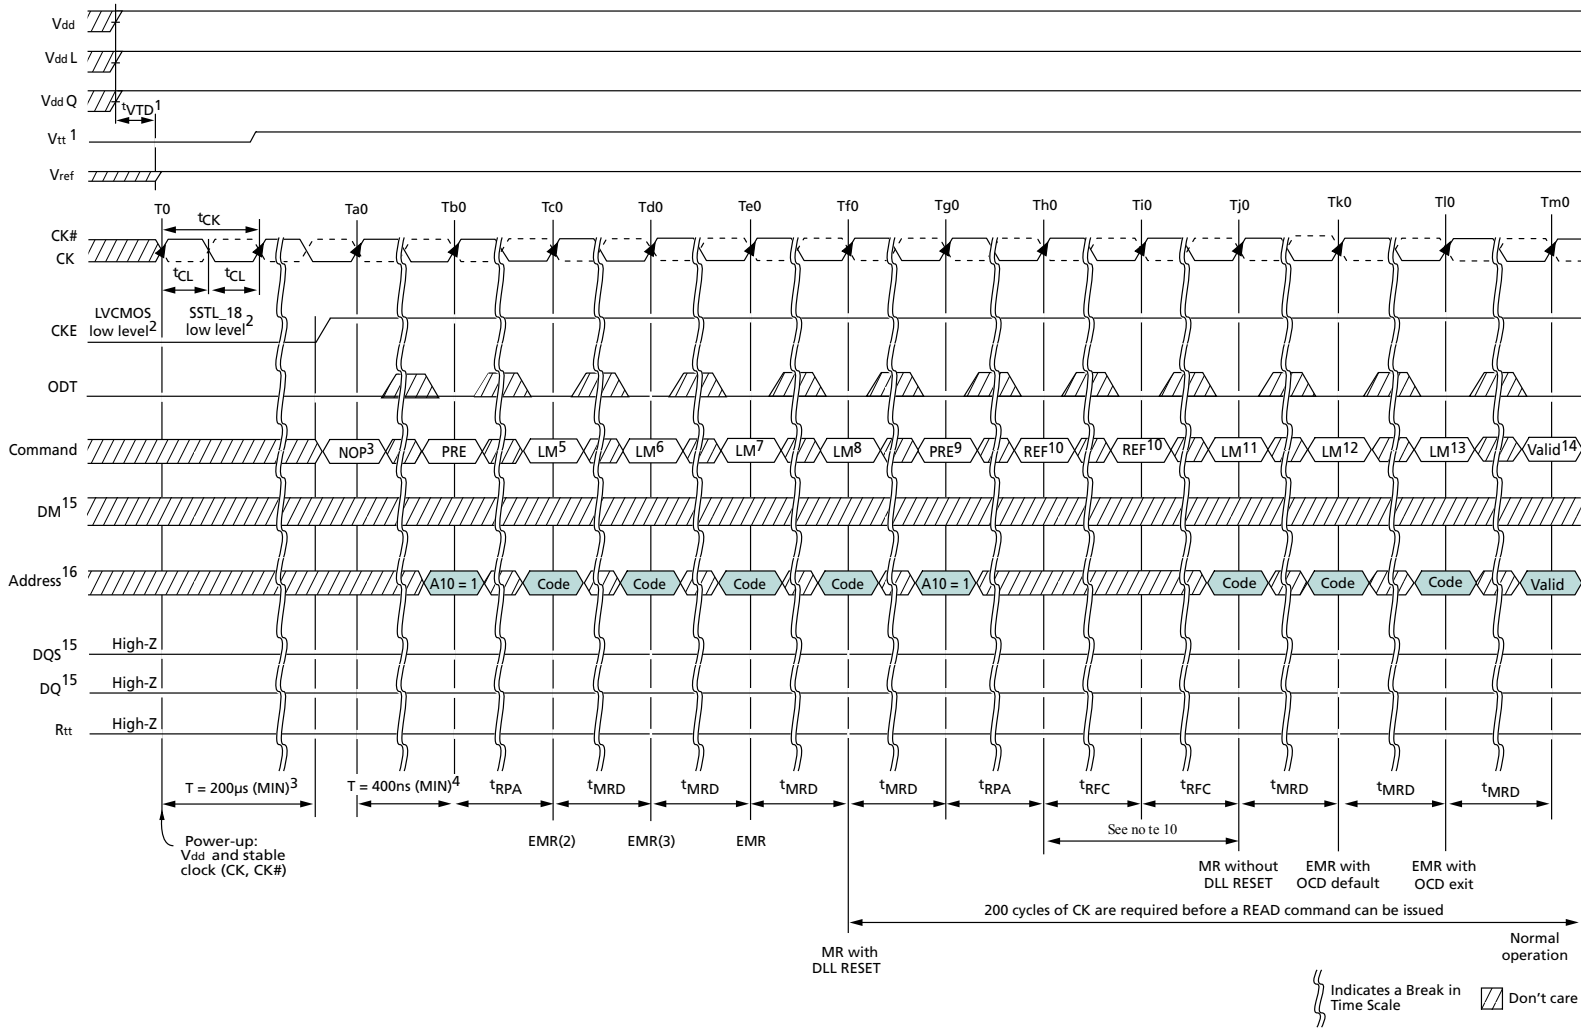 Vdd
Vdd L
Vdd Q
tVTD1
Vtt 1
Vref
T0 Ta0 Tb0 Tc0 Td0 Te0 Tf0 Tg0 Th0 Ti0 Tj0 Tk0 Tl0 Tm0
tCK
CK#
CK
tCL tCL
LVCMOS
low level2
SSTL_18
low level2
CKE
ODT
Command NOP3 PRE LM5 LM6 LM7 LM8 PRE9 REF10 REF10 LM11 LM12 LM13 Valid14
DM15
Address16 A10 = 1 Code Code Code Code A10 = 1 Code Code Code Valid
DQS15 High-Z
DQ15 High-Z
Rtt High-Z
T = 200µs (MIN)3 T = 400ns (MIN)4 tRPA tMRD tMRD tMRD tMRD tRPA tRFC tRFC tMRD tMRD tMRD
See no te 10
Power-up:
Vdd and stable
clock (CK, CK#)
EMR(2) EMR(3) EMR
MR without
DLL RESET
EMR with
OCD default
EMR with
OCD exit
200 cycles of CK are required before a READ command can be issued
MR with
DLL RESET
Normal
operation
Indicates a Break in
Time Scale
Don't care